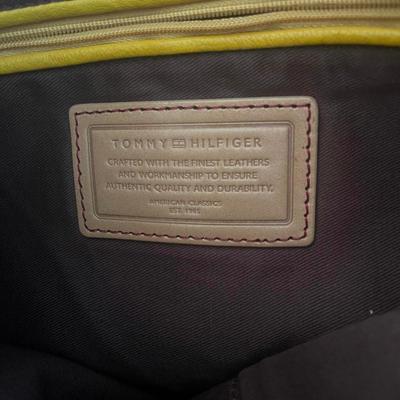 TOMMY HILFIGER
CRAFTED WITH THE FINEST LEATHERS
AND WORKMANSHIP TO ENSURE
AUTHENTIC QUALITY AND DURABILITY.
AMERICAN CLASSICS
EST. 1985